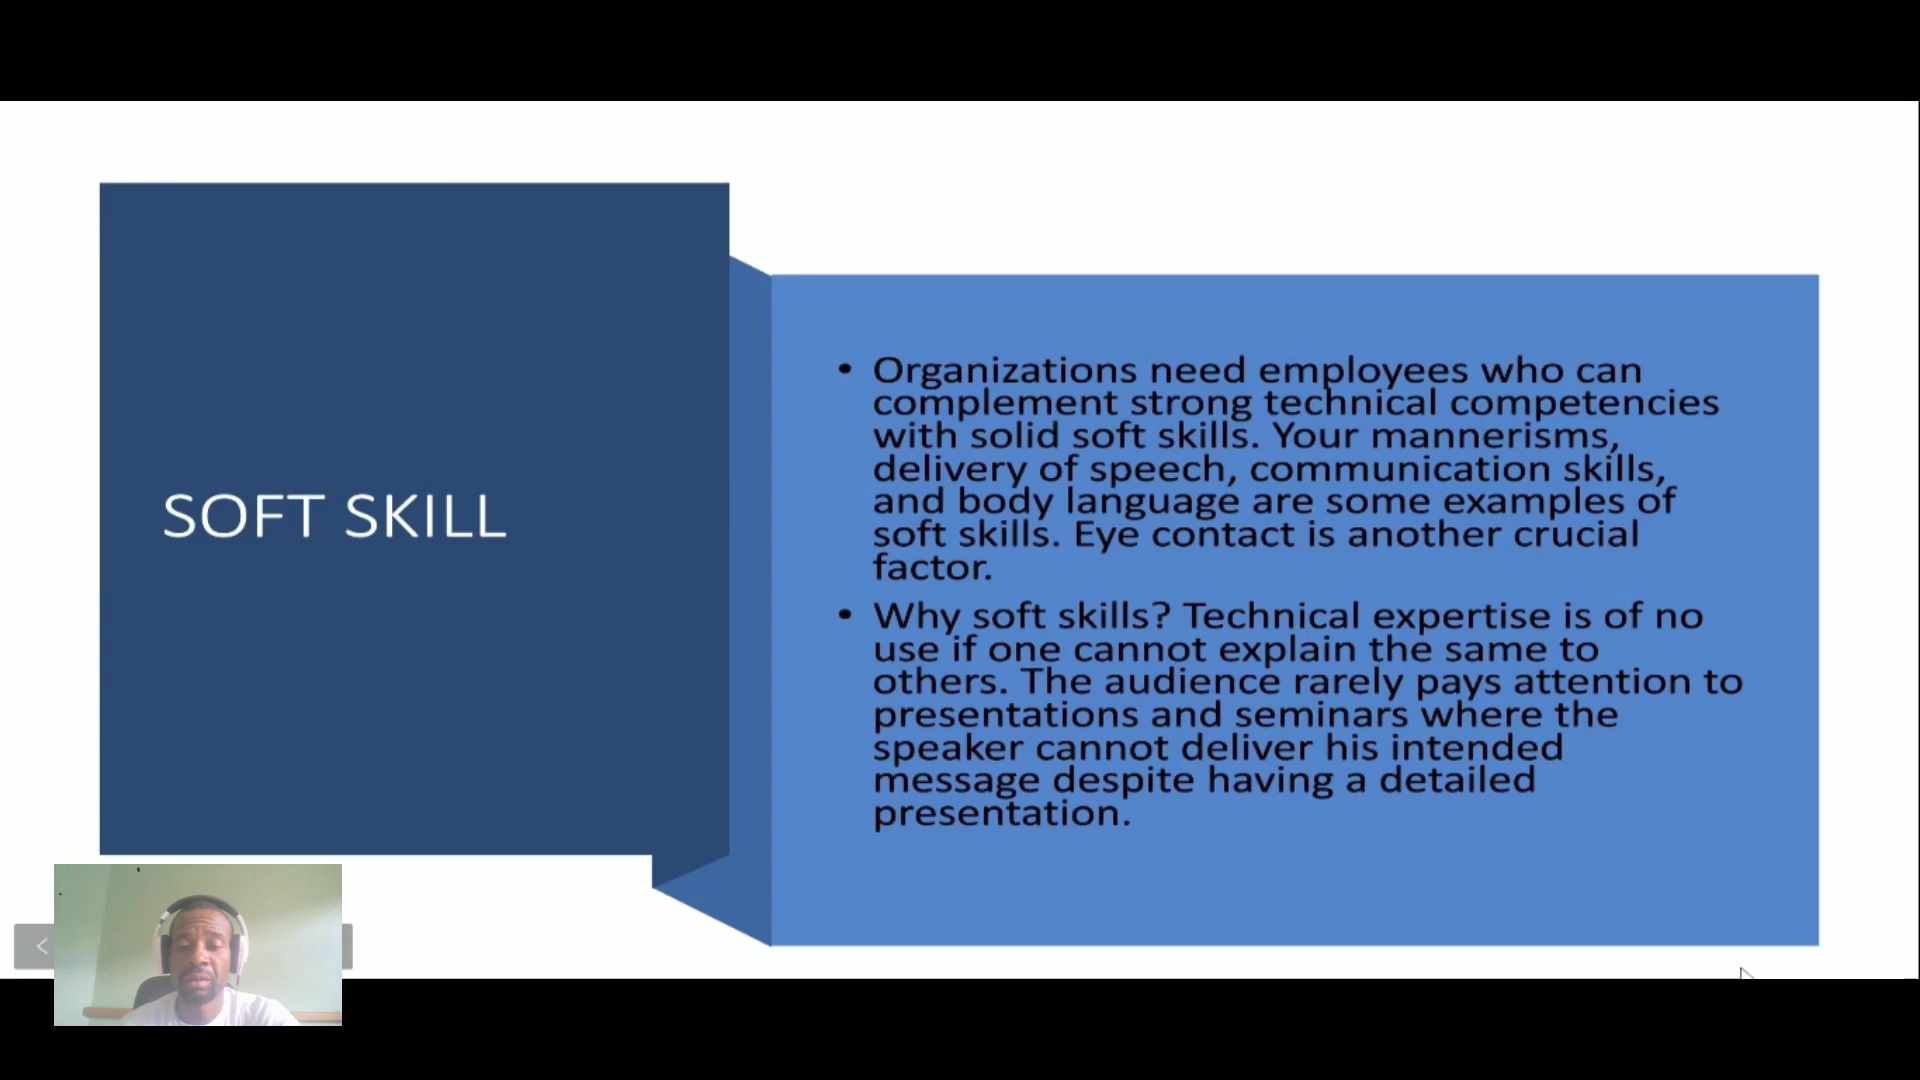 SOFT SKILL
• Organizations need employees who can
complement strong technical competencies
with solid soft skills. Your mannerisms,
delivery of speech, communication skills,
and body language are some examples of
soft skills. Eye contact is another crucial
factor.
• Why soft skills? Technical expertise is of no
use if one cannot explain the same to
others. The audience rarely pays attention to
presentations and seminars where the
speaker cannot deliver his intended
message despite having a detailed
presentation.